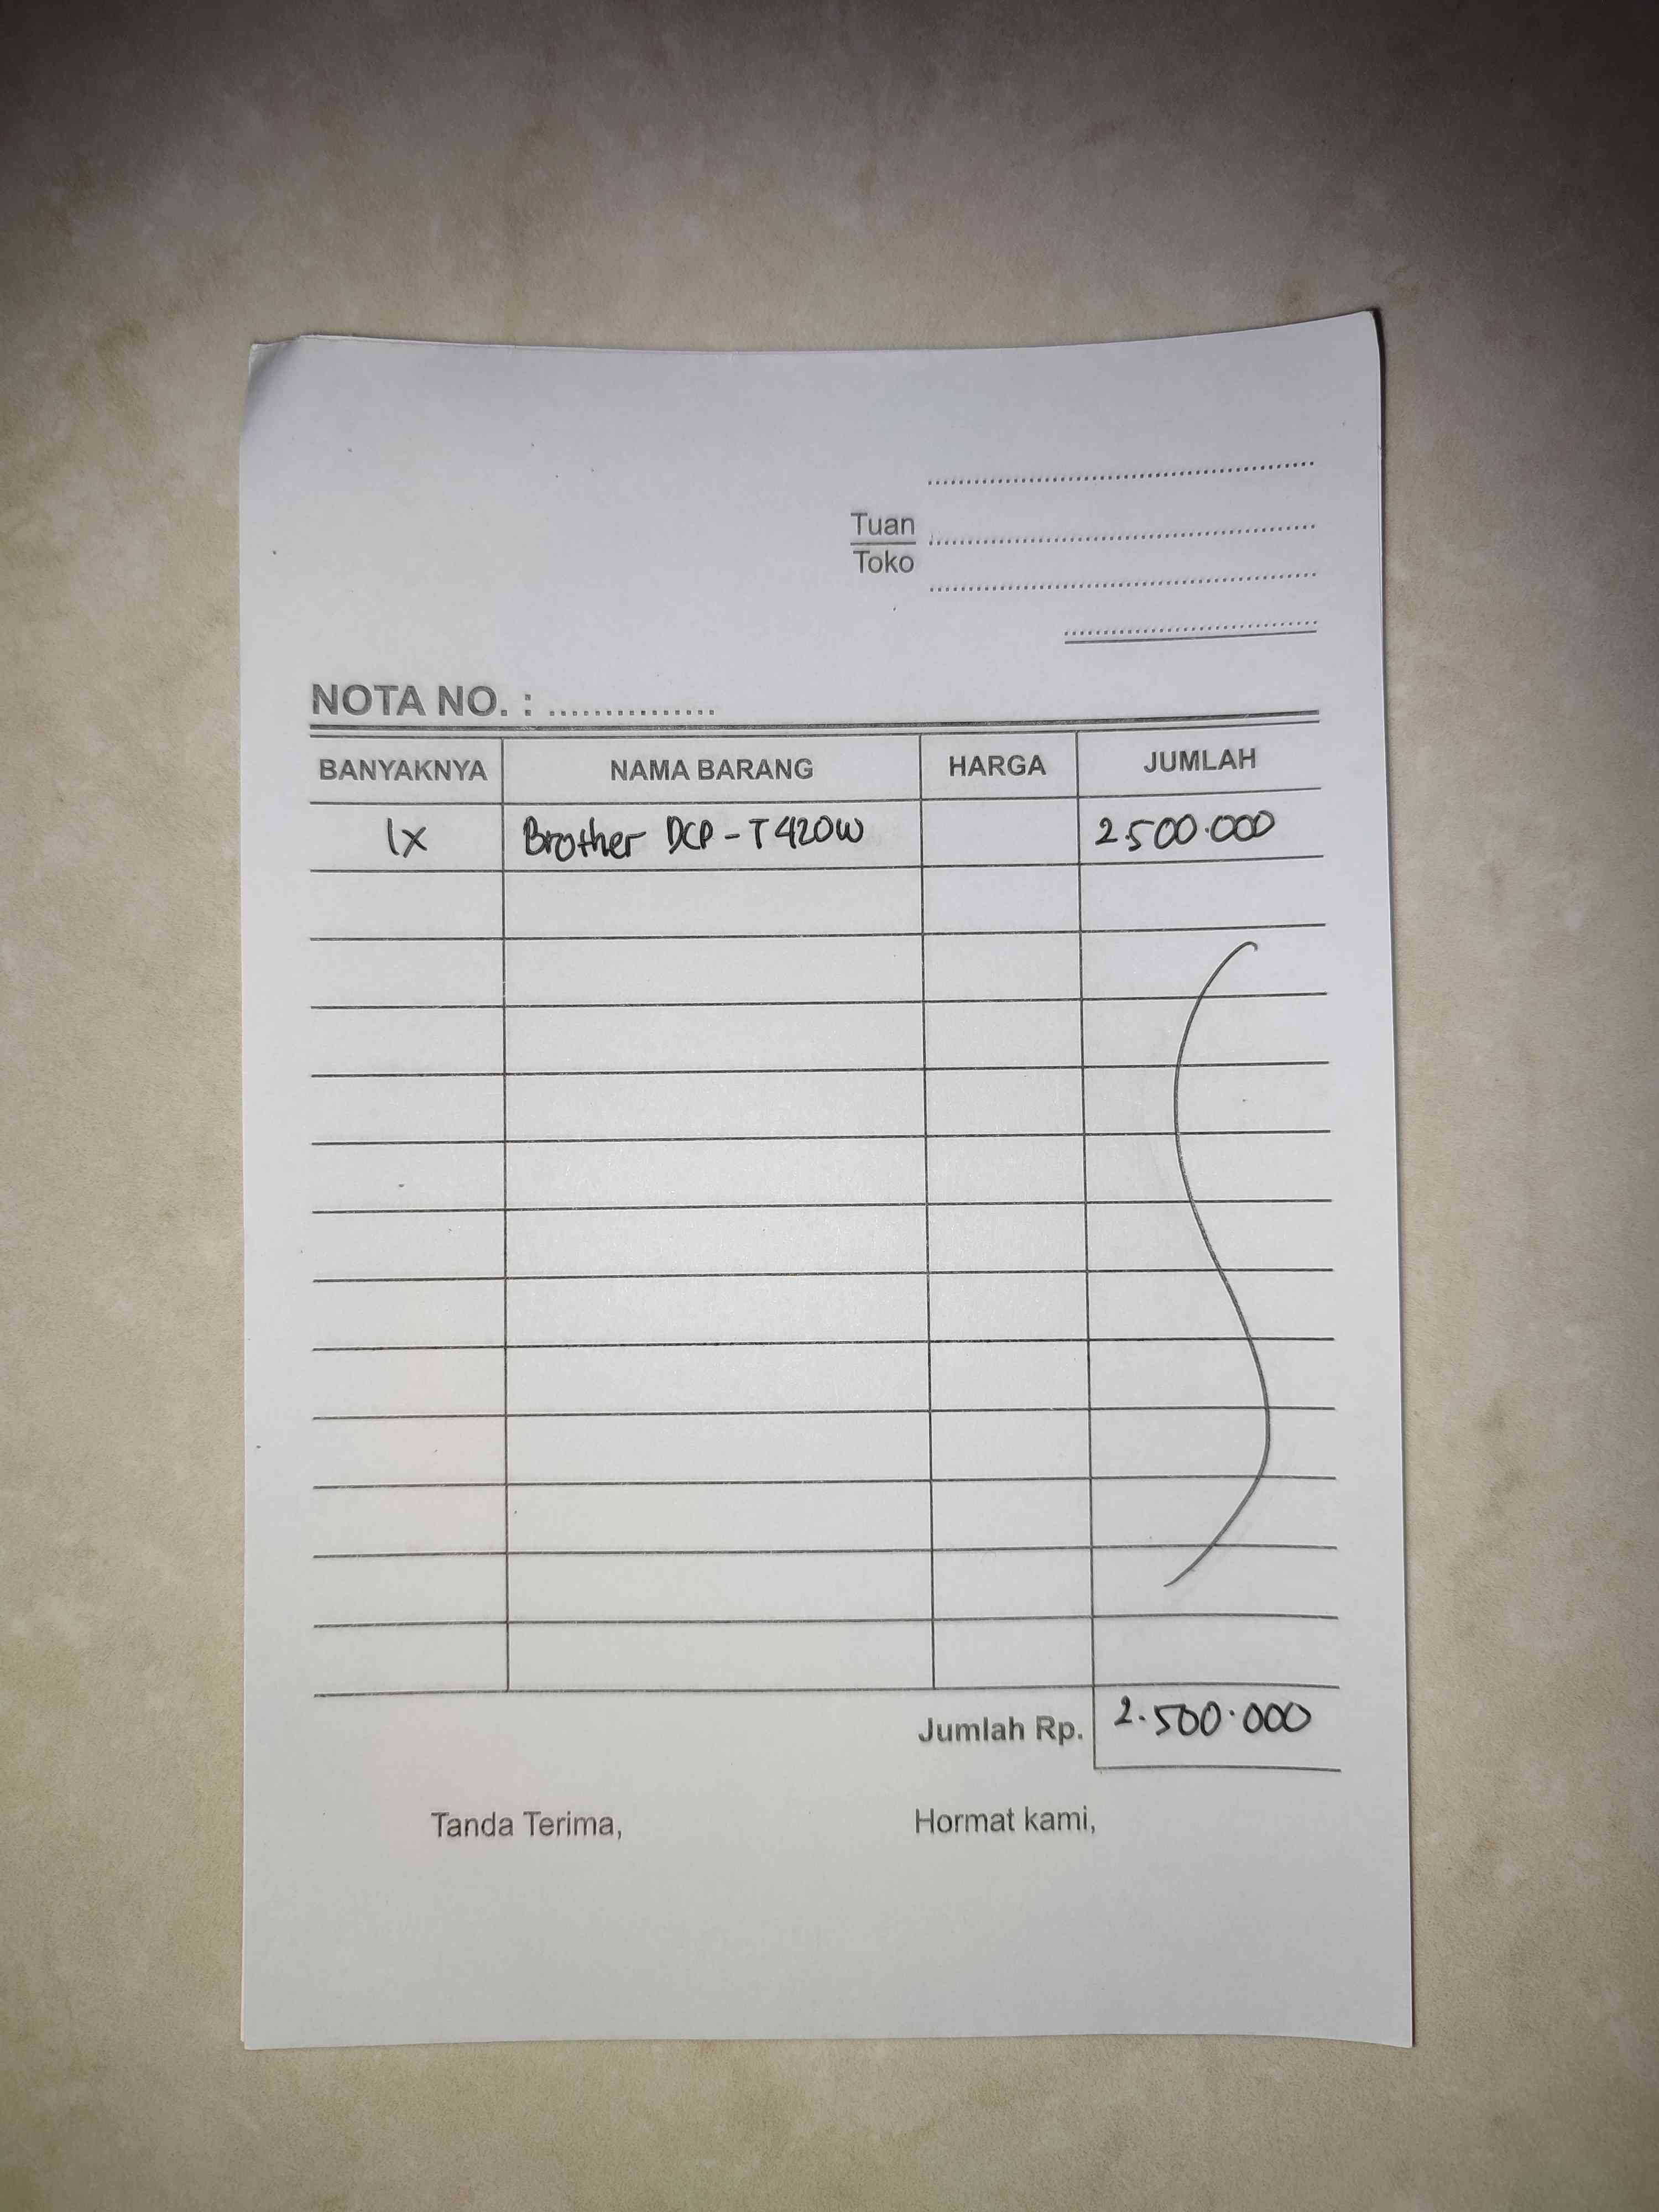 Tuan
Toko
NOTA NO. : ...............
BANYAKNYA NAMA BARANG HARGA JUMLAH
1x Brother DCP-T420W 2.500.000
Jumlah Rp. 2.500.000
Tanda Terima, Hormat kami,